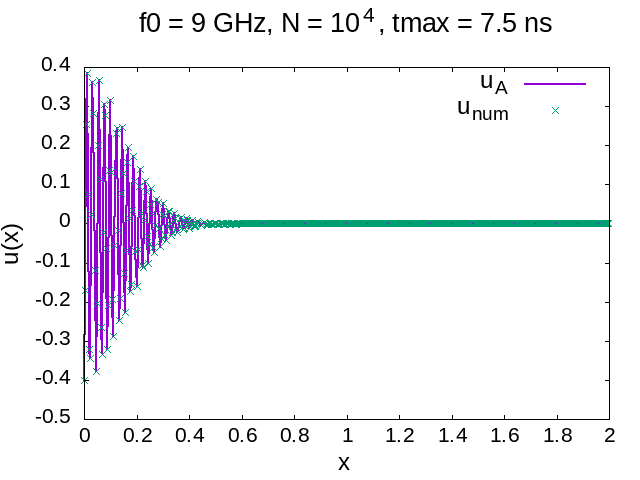 f0 = 9 GHz, N = 10⁴, tmax = 7.5 ns
u_A
u_num
0.4
0.3
0.2
0.1
0
-0.1
-0.2
-0.3
-0.4
-0.5
u(x)
0 0.2 0.4 0.6 0.8 1 1.2 1.4 1.6 1.8 2
x